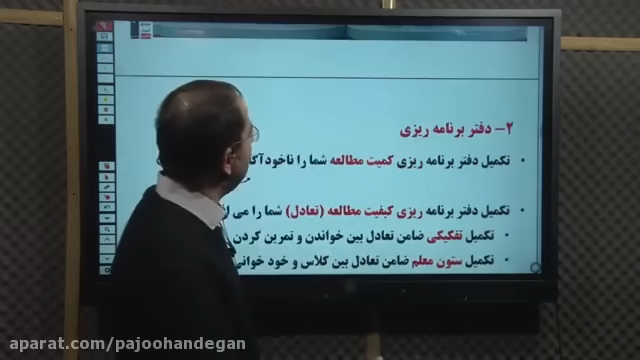 ۲- دفتر برنامه ریزی
• تکمیل دفتر برنامه ریزی کمیت مطالعه شما را ناخودآ
• تکمیل دفتر برنامه ریزی کیفیت مطالعه (تعادل) شما را می
• تکمیل تفکیکی ضامن تعادل بین خواندن و تمرین کردن
• تکمیل ستون معلم ضامن تعادل بین کلاس و خود خوانی
aparat.com/pajoohandegan